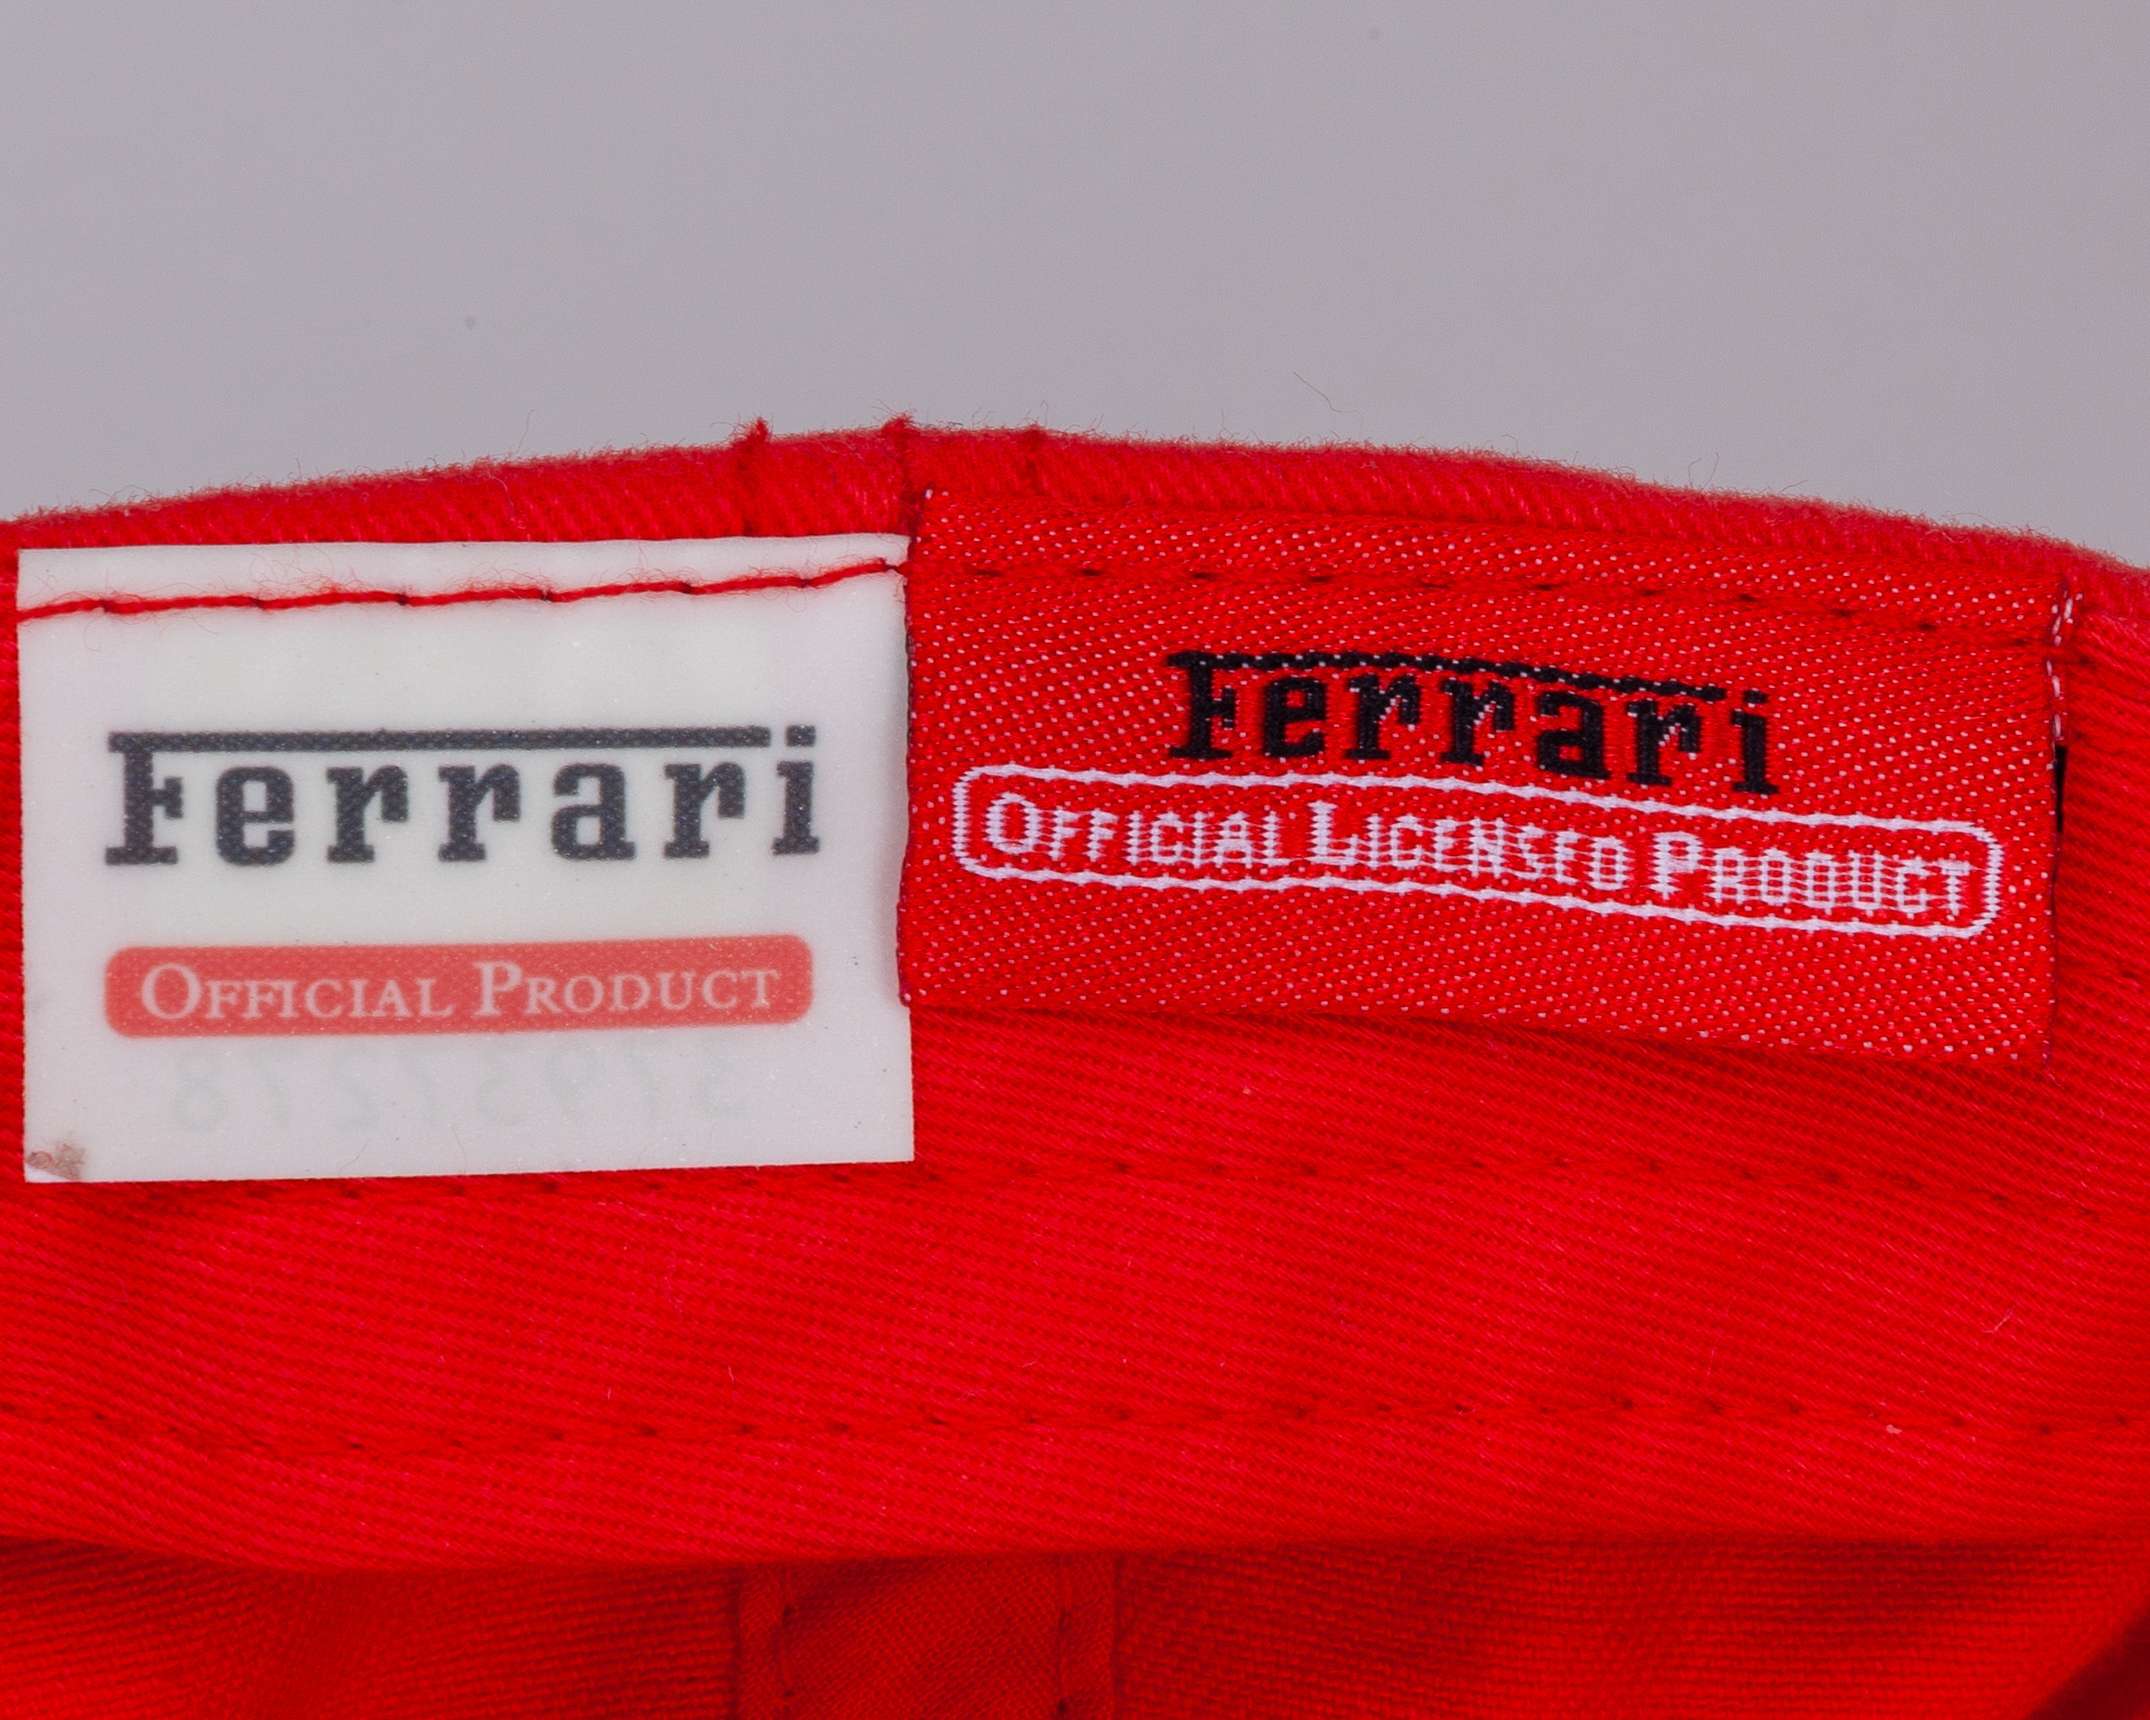 Ferrari
OFFICIAL PRODUCT
Ferrari
OFFICIAL LICENSED PRODUCT